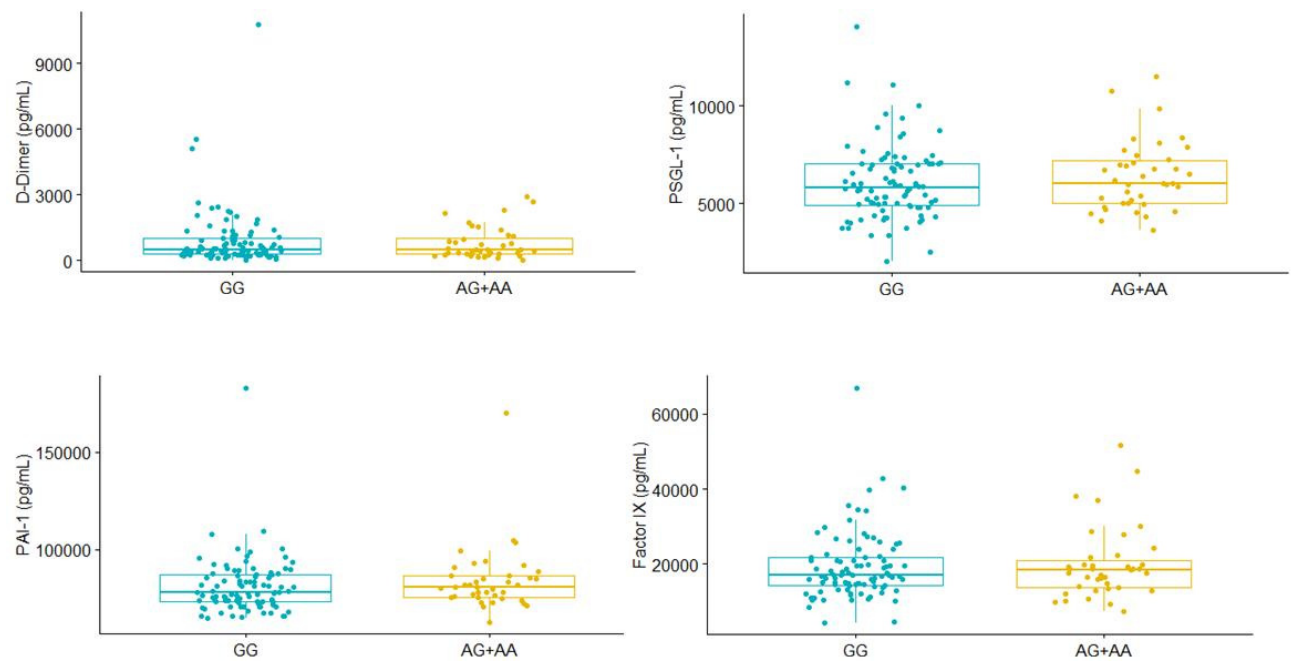 D-Dimer (pg/mL)
9000
6000
3000
0
GG
AG+AA
PSGL-1 (pg/mL)
10000
5000
GG
AG+AA
PAI-1 (pg/mL)
150000
100000
GG
AG+AA
Factor IX (pg/mL)
60000
40000
20000
GG
AG+AA